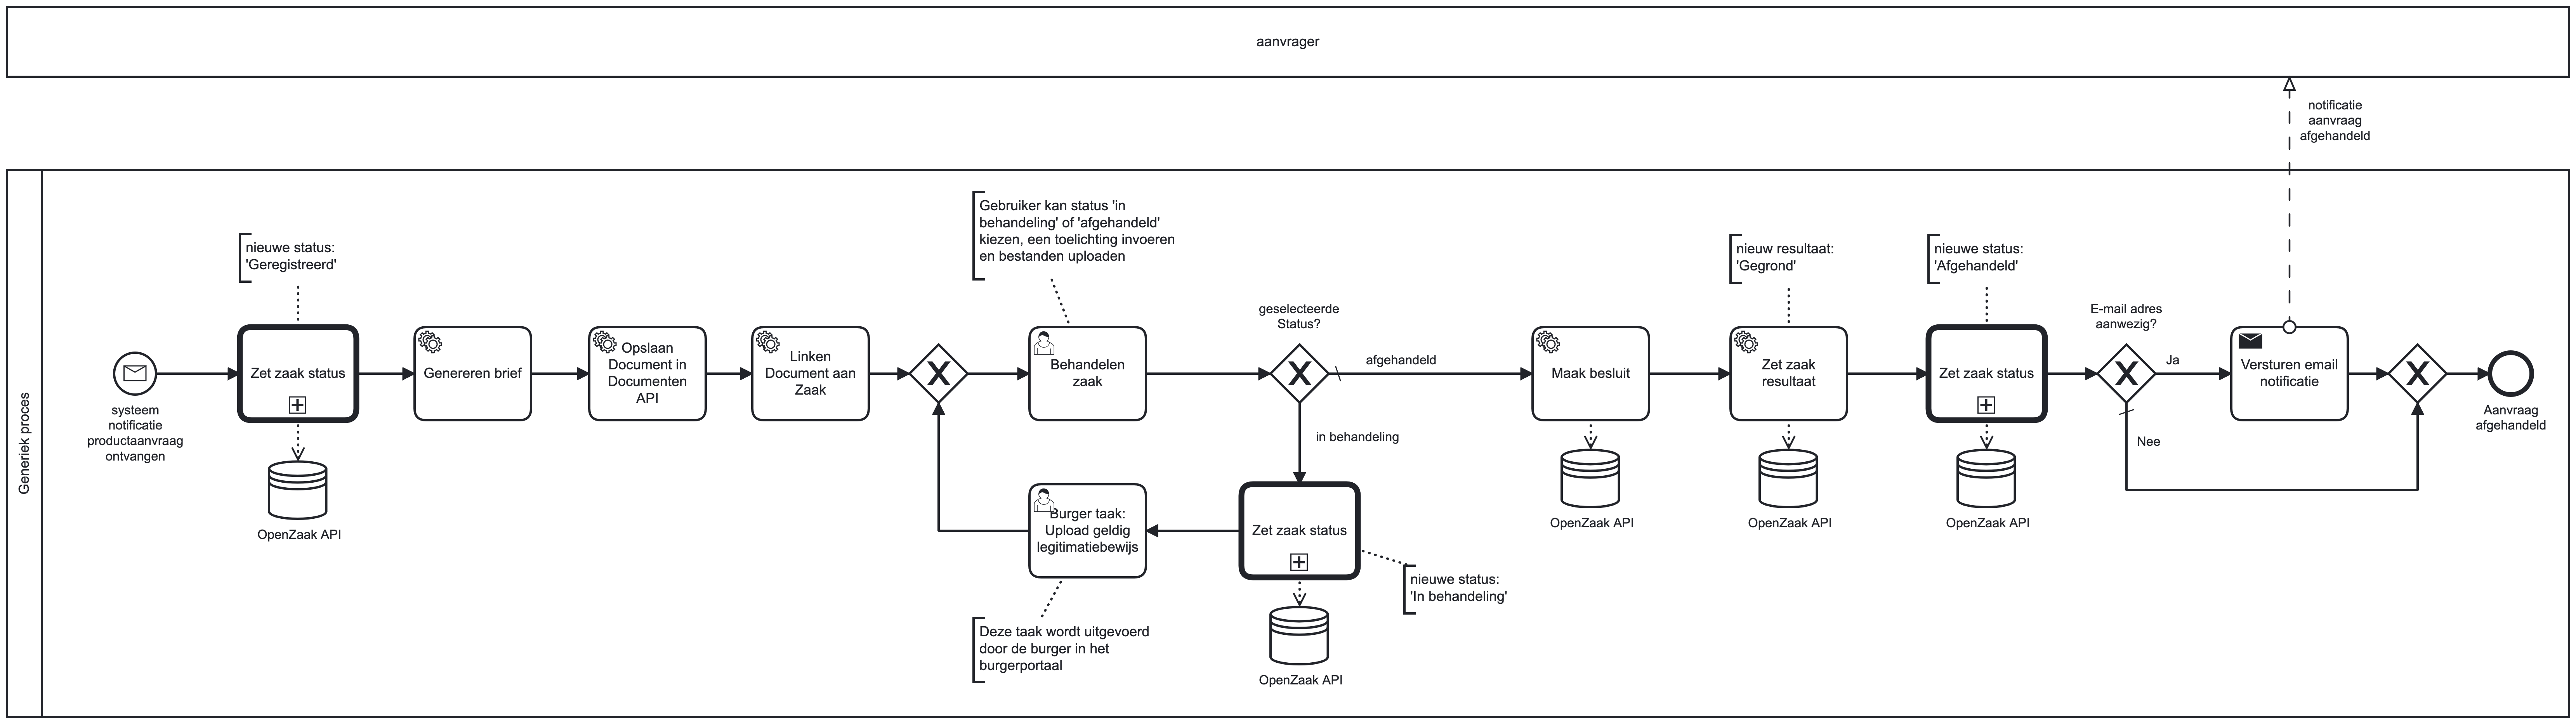 aanvrager
notificatie
aanvraag
afgehandeld
Generiek proces
Gebruiker kan status 'in
behandeling' of 'afgehandeld'
kiezen, een toelichting invoeren
en bestanden uploaden
nieuwe status:
'Geregistreerd'
nieuw resultaat:
'Gegrond'
nieuwe status:
'Afgehandeld'
geselecteerde
Status?
E-mail adres
aanwezig?
systeem
notificatie
productaanvraag
ontvangen
Zet zaak status
Genereren brief
Opslaan
Document in
Documenten
API
Linken
Document aan
Zaak
Behandelen
zaak
afgehandeld
Maak besluit
Zet zaak
resultaat
Zet zaak status
Ja
Versturen email
notificatie
Aanvraag
afgehandeld
in behandeling
Nee
OpenZaak API
Burger taak:
Upload geldig
legitimatiebewijs
Zet zaak status
OpenZaak API
OpenZaak API
OpenZaak API
nieuwe status:
'In behandeling'
Deze taak wordt uitgevoerd
door de burger in het
burgerportaal
OpenZaak API